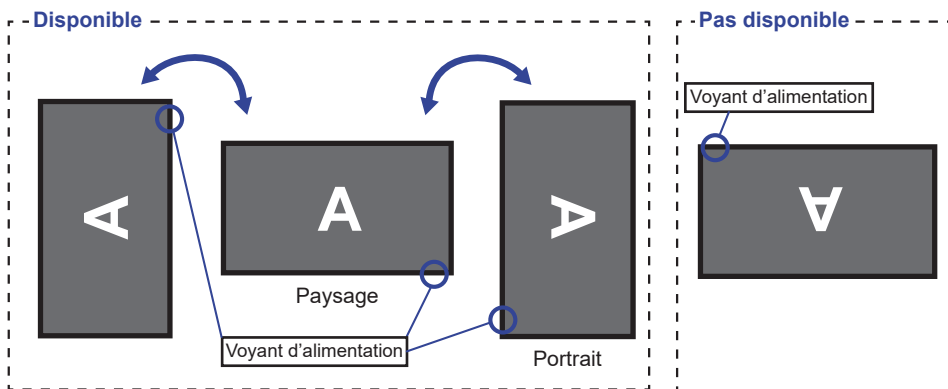 Disponible
Pas disponible
Voyant d’alimentation
A
A
A
A
Paysage
Voyant d’alimentation
Portrait